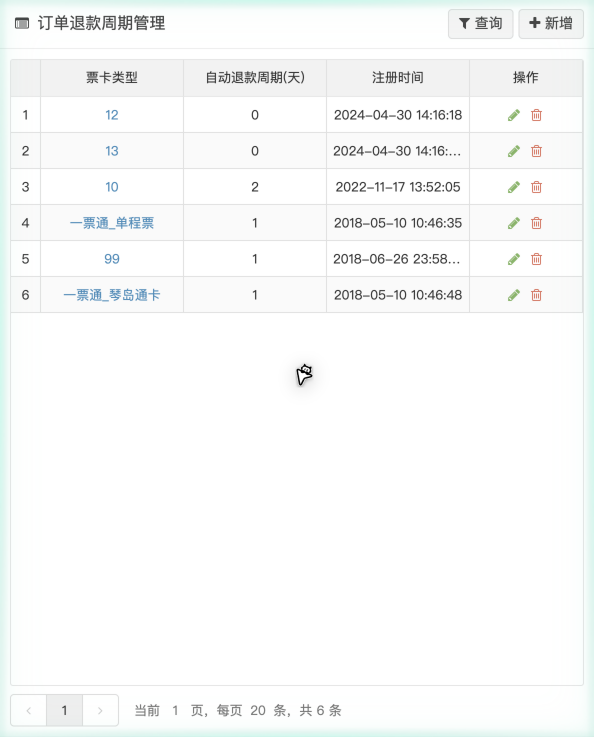 订单退款周期管理 查询 新增
票卡类型 自动退款周期(天) 注册时间 操作
1 12 0 2024-04-30 14:16:18
2 13 0 2024-04-30 14:16:...
3 10 2 2022-11-17 13:52:05
4 一票通_单程票 1 2018-05-10 10:46:35
5 99 1 2018-06-26 23:58...
6 一票通_琴岛通卡 1 2018-05-10 10:46:48
‹ 1 › 当前 1 页，每页 20 条，共 6 条